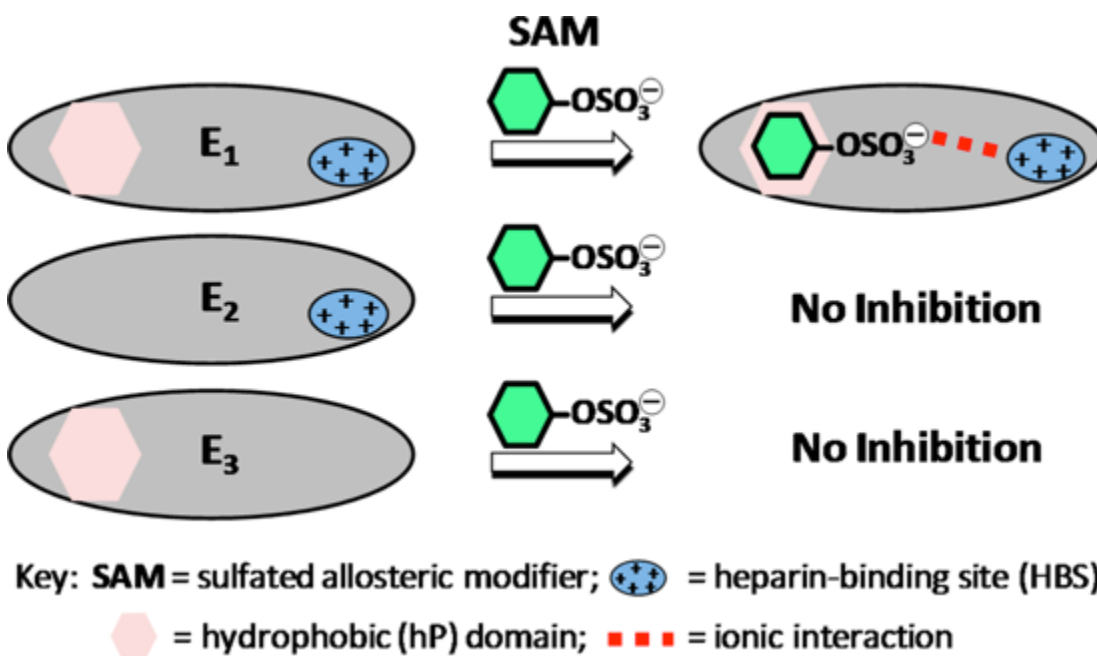 SAM
E1 -OSO3⊖ -OSO3⊖
+ + + + + + + + + +
E2 -OSO3⊖ No Inhibition
+ + + + +
E3 -OSO3⊖ No Inhibition
Key: SAM = sulfated allosteric modifier; + + + + + = heparin-binding site (HBS)
= hydrophobic (hP) domain; = ionic interaction